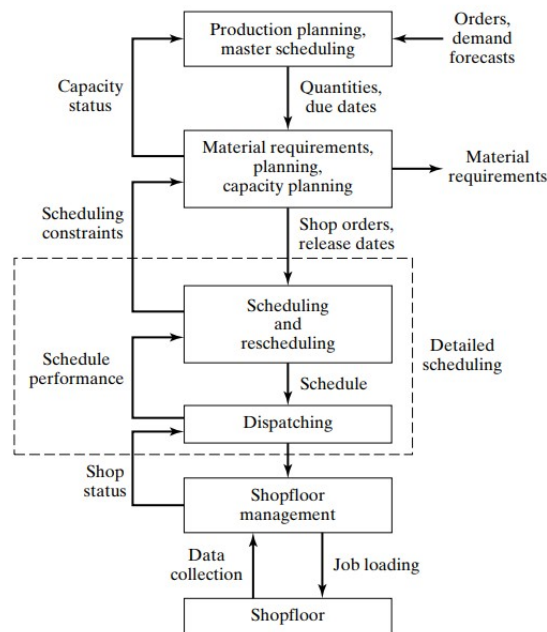 Production planning,
master scheduling
Orders,
demand
forecasts
Capacity
status
Quantities,
due dates
Material requirements,
planning,
capacity planning
Material
requirements
Scheduling
constraints
Shop orders,
release dates
Scheduling
and
rescheduling
Detailed
scheduling
Schedule
performance
Schedule
Dispatching
Shop
status
Shopfloor
management
Data
collection
Job loading
Shopfloor